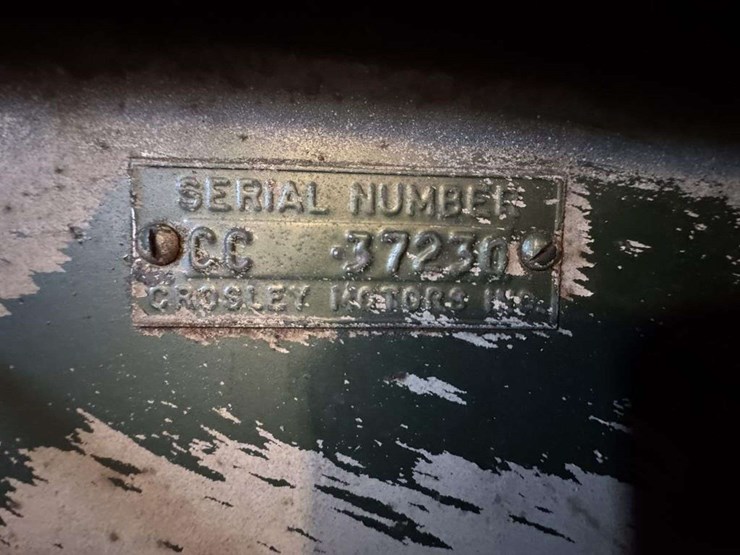 SERIAL NUMBER
CC 37230
CROSLEY MOTORS INC.